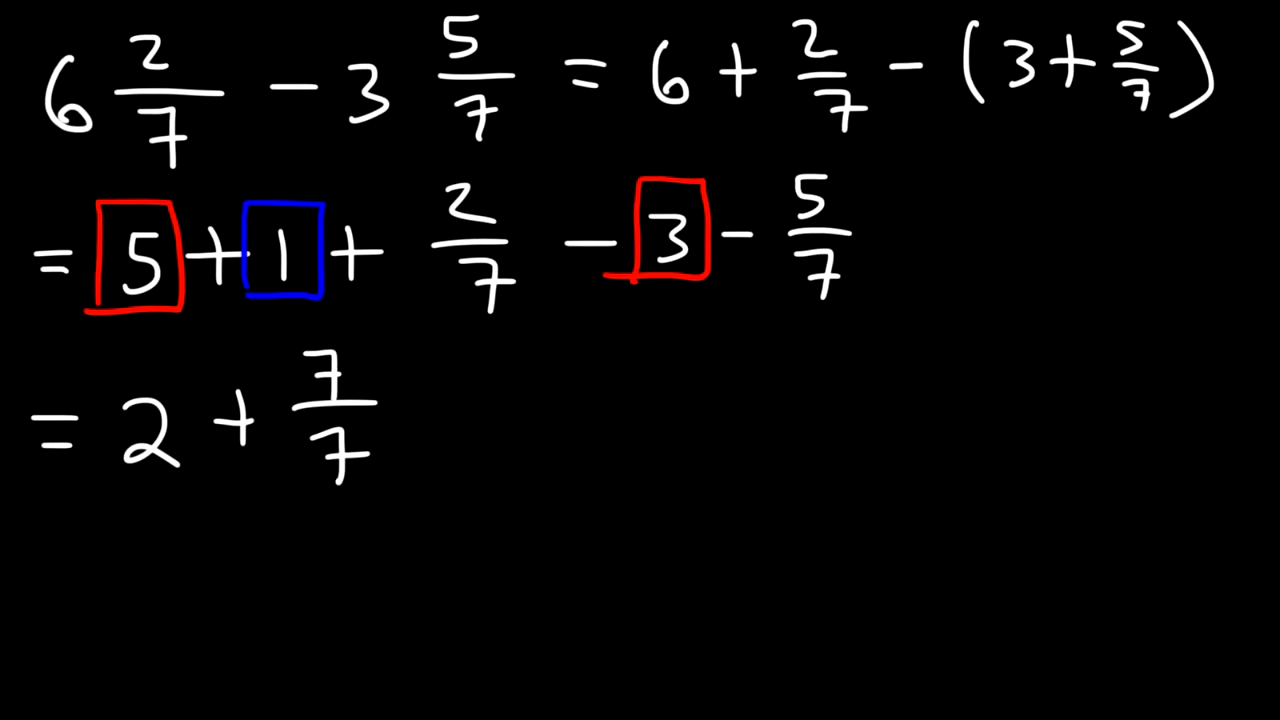 6 2/7 - 3 5/7 = 6 + 2/7 - (3 + 5/7)
= 5 + 1 + 2/7 - 3 - 5/7
= 2 + 7/7